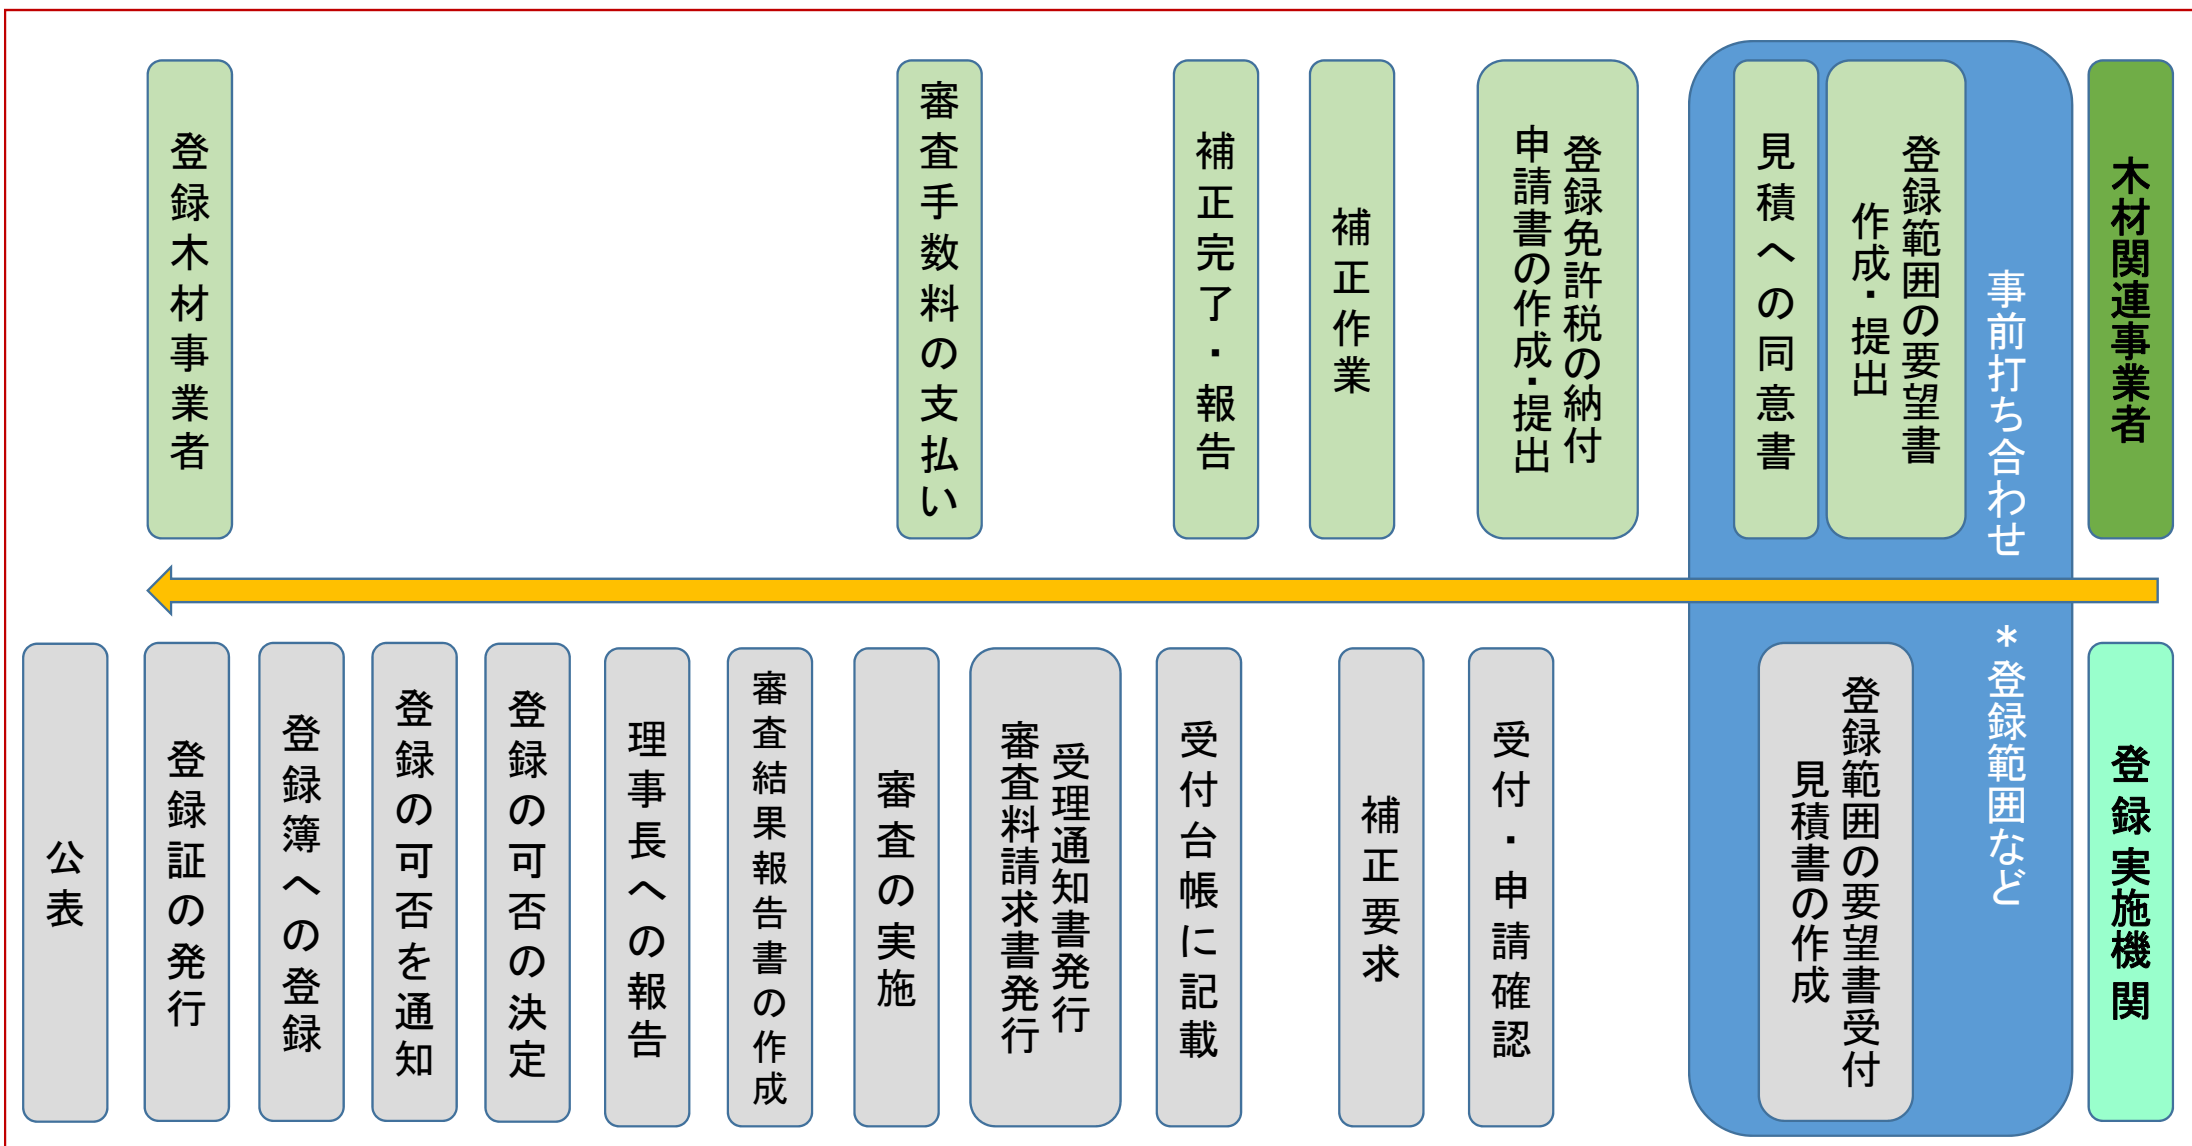 木材関連事業者
事前打ち合わせ　＊登録範囲など
登録範囲の要望書
作成・提出
見積への同意書
登録免許税の納付
申請書の作成・提出
補正作業
補正完了・報告
審査手数料の支払い
登録木材事業者
登録実施機関
登録範囲の要望書受付
見積書の作成
受付・申請確認
補正要求
受付台帳に記載
受理通知書発行
審査料請求書発行
審査の実施
審査結果報告書の作成
理事長への報告
登録の可否の決定
登録の可否を通知
登録簿への登録
登録証の発行
公表